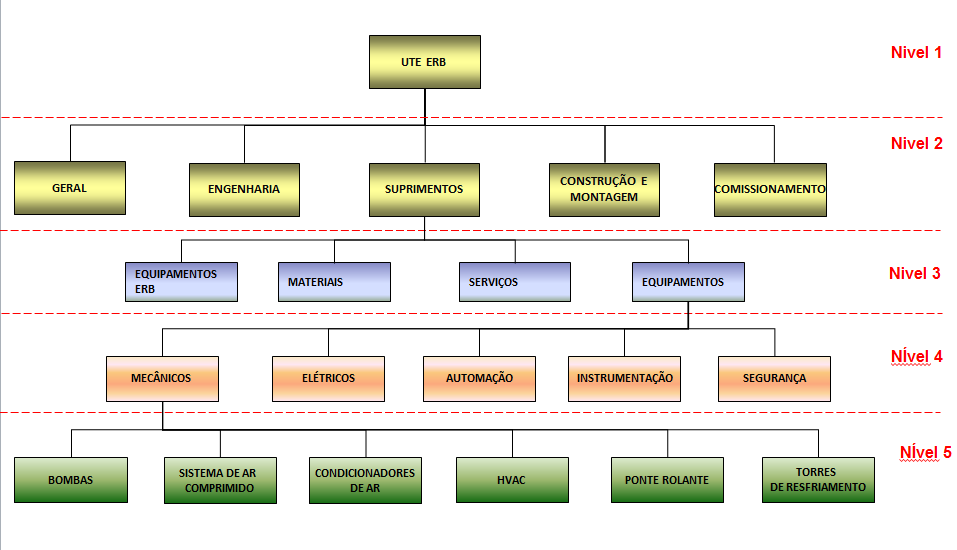 UTE ERB
Nivel 1
Nivel 2
GERAL
ENGENHARIA
SUPRIMENTOS
CONSTRUÇÃO E
MONTAGEM
COMISSIONAMENTO
Nivel 3
EQUIPAMENTOS
ERB
MATERIAIS
SERVIÇOS
EQUIPAMENTOS
NÍvel 4
MECÂNICOS
ELÉTRICOS
AUTOMAÇÃO
INSTRUMENTAÇÃO
SEGURANÇA
NÍvel 5
BOMBAS
SISTEMA DE AR
COMPRIMIDO
CONDICIONADORES
DE AR
HVAC
PONTE ROLANTE
TORRES
DE RESFRIAMENTO